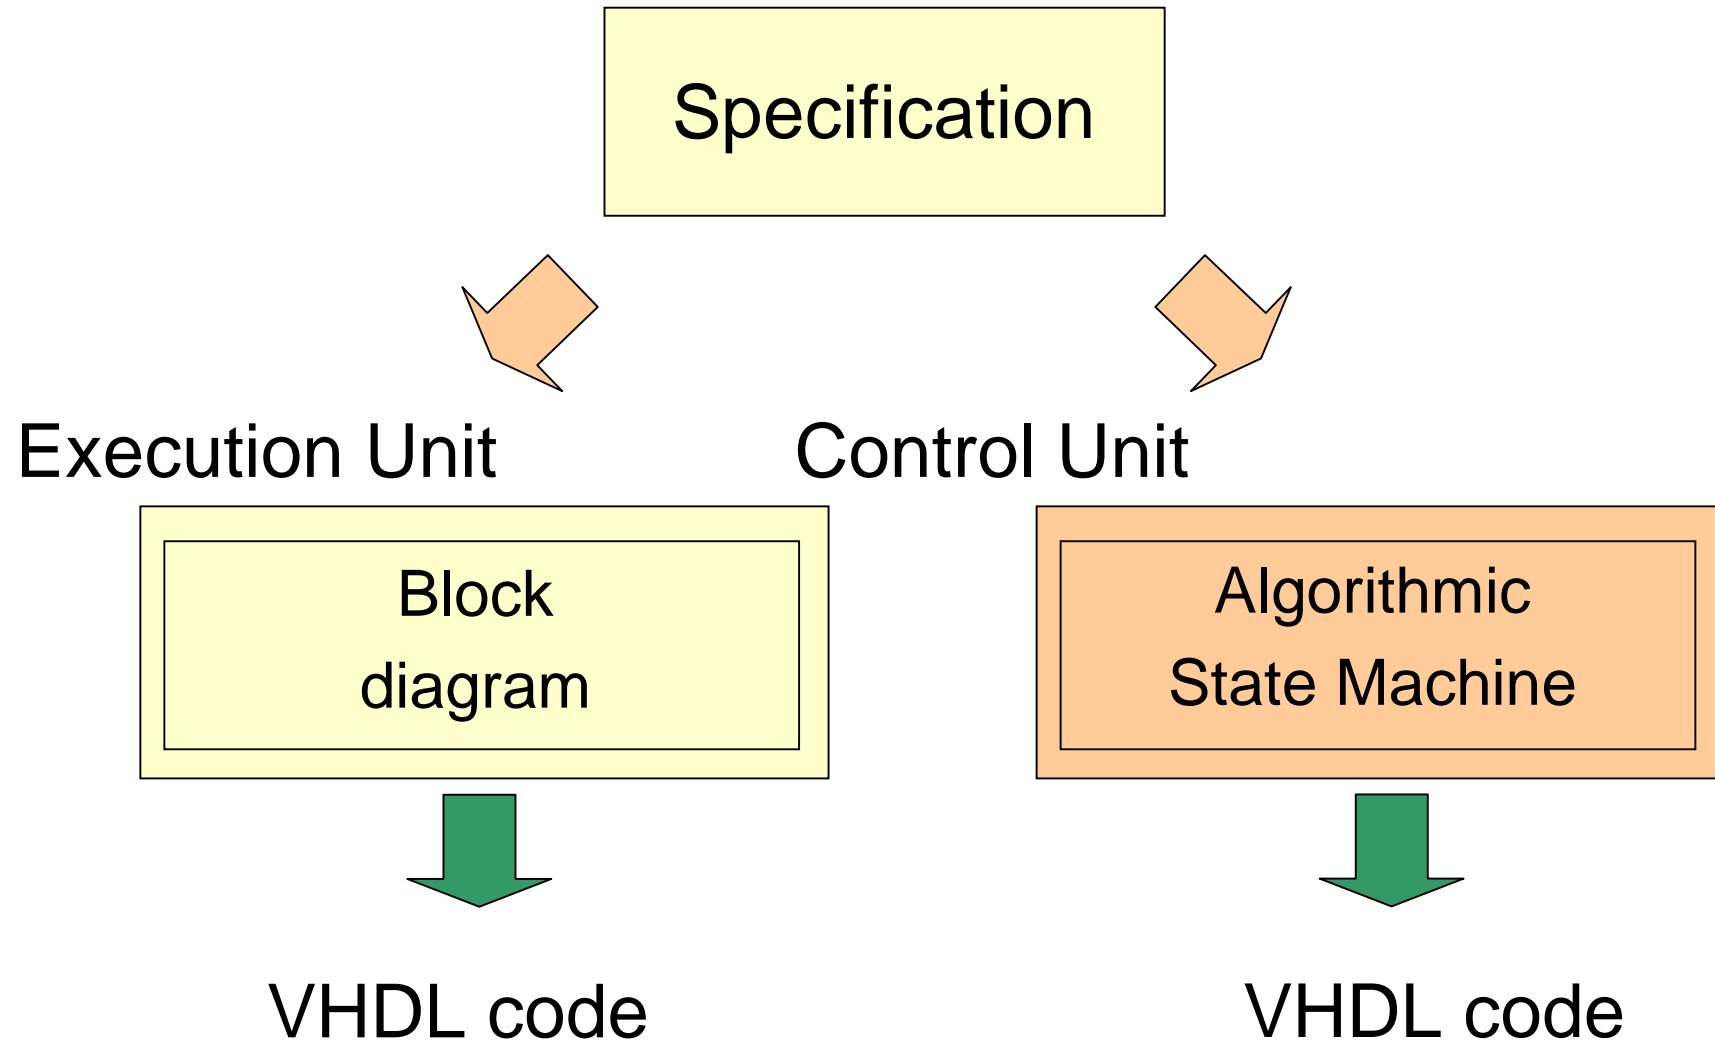 Specification
Execution Unit
Control Unit
Block
diagram
Algorithmic
State Machine
VHDL code
VHDL code